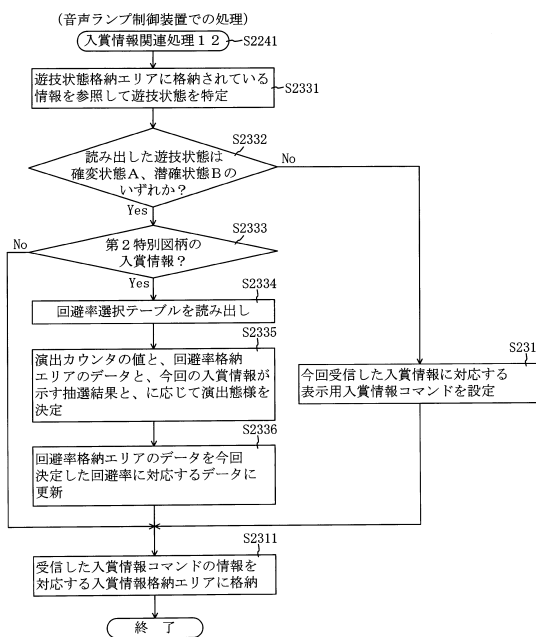 (音声ランプ制御装置での処理)
入賞情報関連処理12
S2241
遊技状態格納エリアに格納されている
情報を参照して遊技状態を特定
S2331
S2332
読み出した遊技状態は
確変状態A、潜確状態Bの
いずれか?
No
Yes
S2333
No
第2特別図柄の
入賞情報?
Yes
S2334
回避率選択テーブルを読み出し
S2335
演出カウンタの値と、回避率格納
エリアのデータと、今回の入賞情報が
示す抽選結果と、に応じて演出態様を
決定
S231
今回受信した入賞情報に対応する
表示用入賞情報コマンドを設定
S2336
回避率格納エリアのデータを今回
決定した回避率に対応するデータに
更新
S2311
受信した入賞情報コマンドの情報を
対応する入賞情報格納エリアに格納
終了